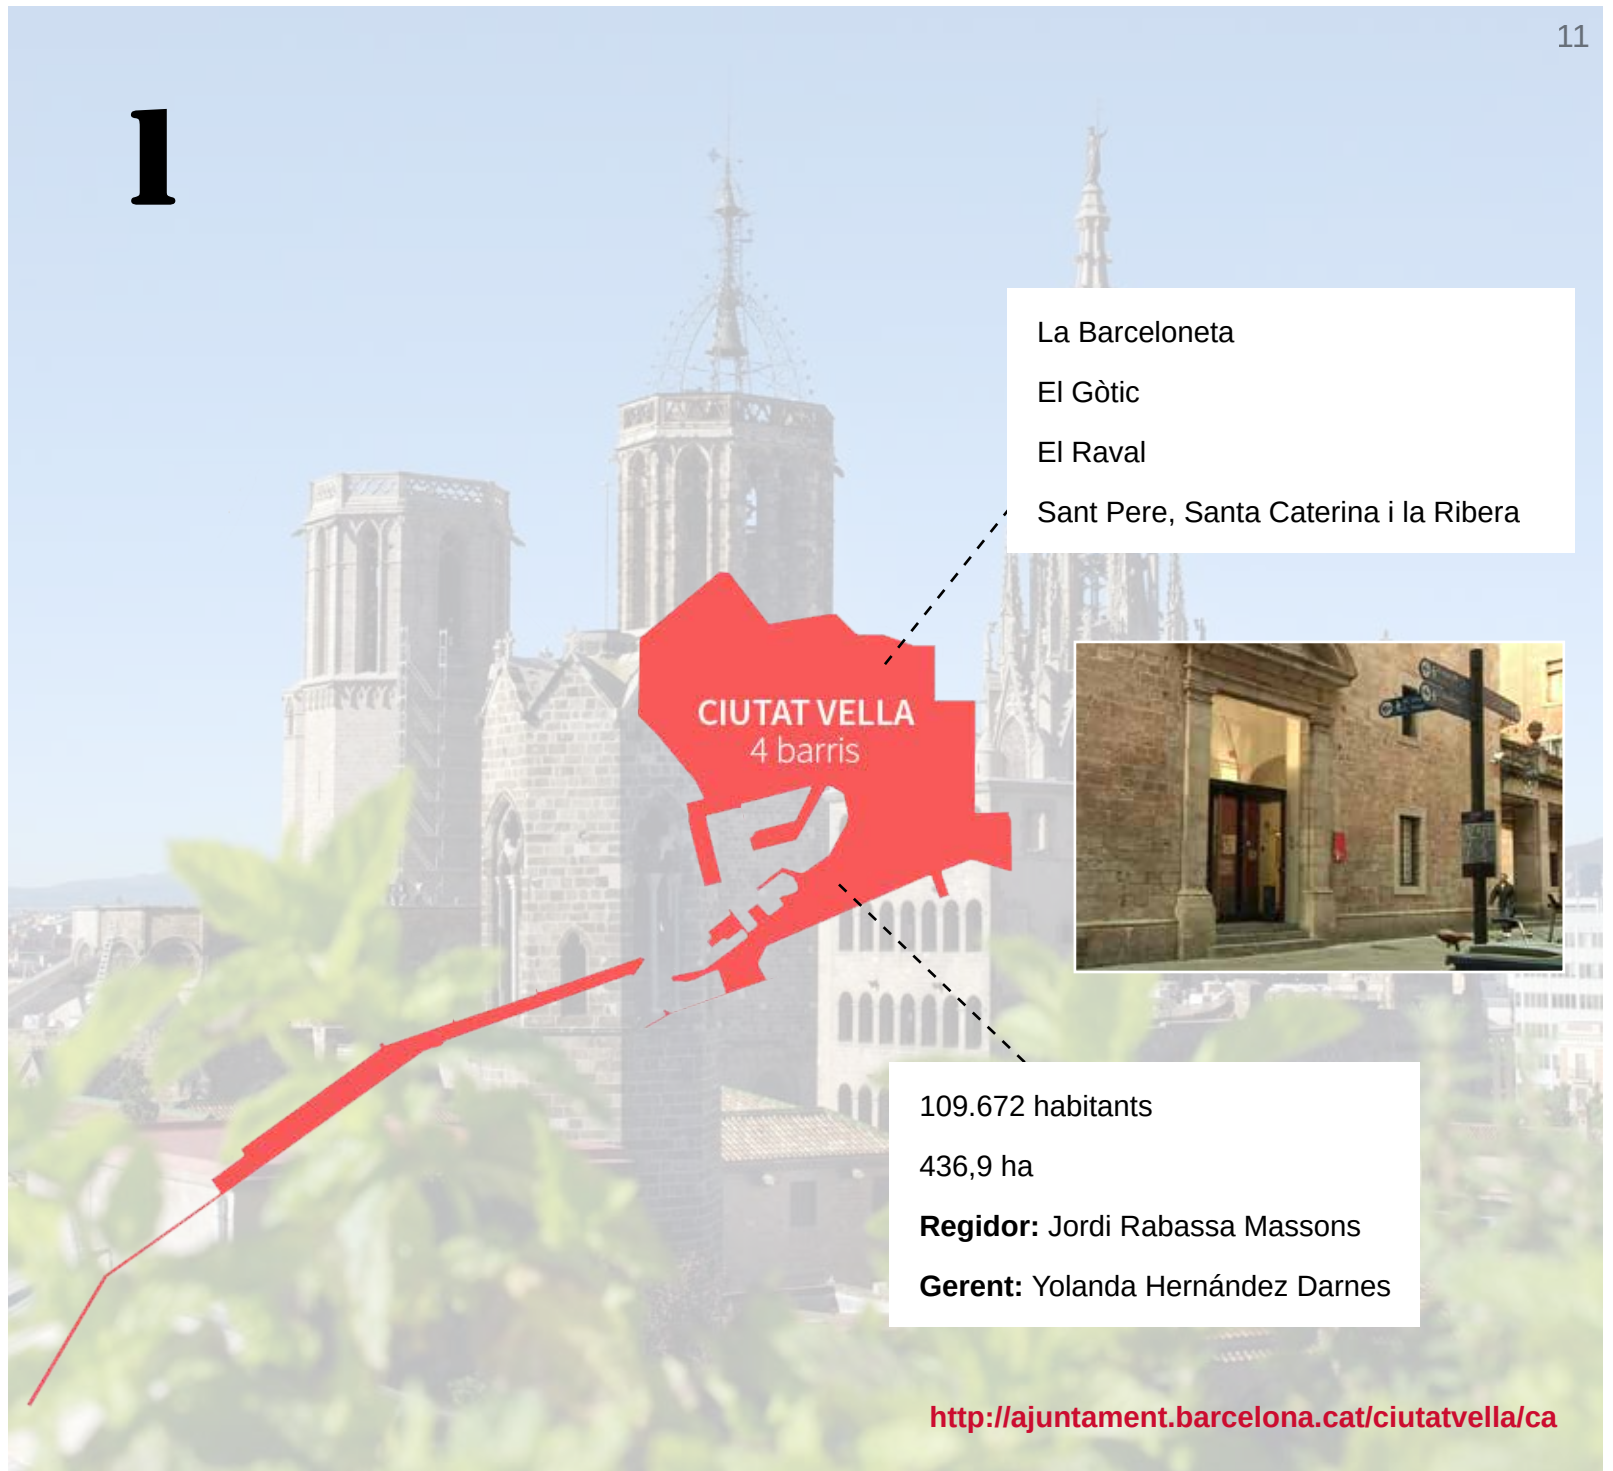 11
1
La Barceloneta
El Gòtic
El Raval
Sant Pere, Santa Caterina i la Ribera
CIUTAT VELLA
4 barris
109.672 habitants
436,9 ha
Regidor: Jordi Rabassa Massons
Gerent: Yolanda Hernández Darnes
http://ajuntament.barcelona.cat/ciutatvella/ca